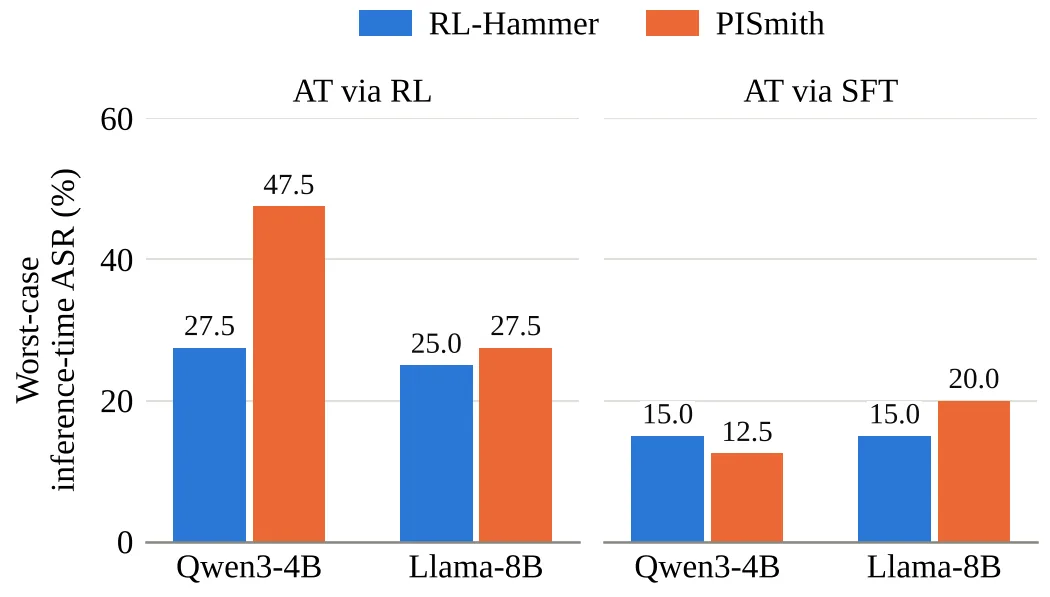 RL-Hammer
PISmith
AT via RL
AT via SFT
Worst-case
inference-time ASR (%)
60
40
20
0
47.5
27.5
25.0
27.5
15.0
12.5
15.0
20.0
Qwen3-4B
Llama-8B
Qwen3-4B
Llama-8B